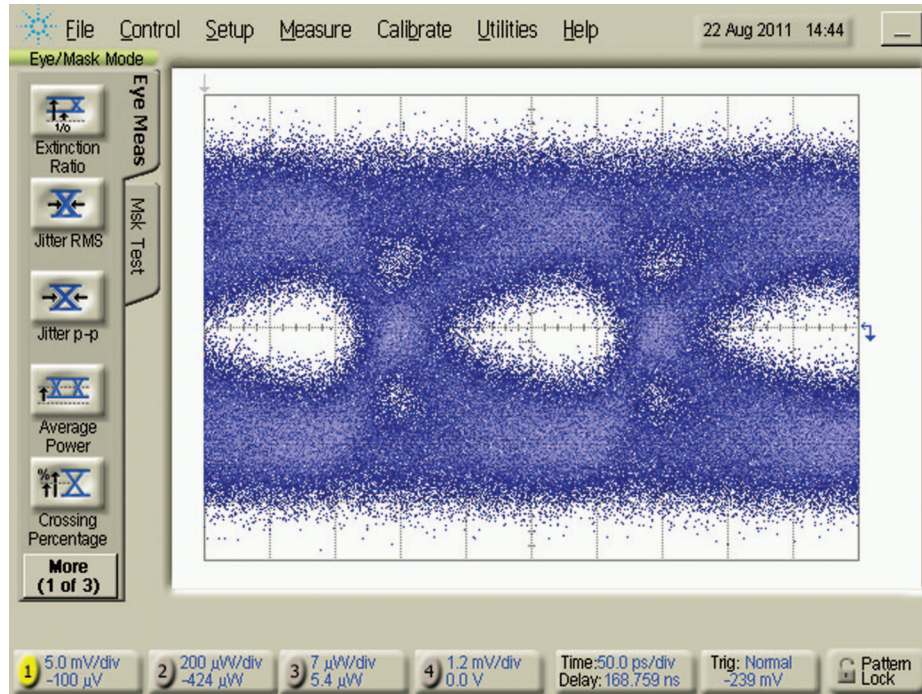 File Control Setup Measure Calibrate Utilities Help 22 Aug 2011 14:44
Eye/Mask Mode
Eye Meas
Msk Test
1/0
Extinction
Ratio
Jitter RMS
Jitter p-p
Average
Power
%
Crossing
Percentage
More
(1 of 3)
1 5.0 mV/div
-100 µV
2 200 µW/div
-424 µW
3 7 µW/div
5.4 µW
4 1.2 mV/div
0.0 V
Time:50.0 ps/div
Delay:168.759 ns
Trig: Normal
-239 mV
Pattern
Lock